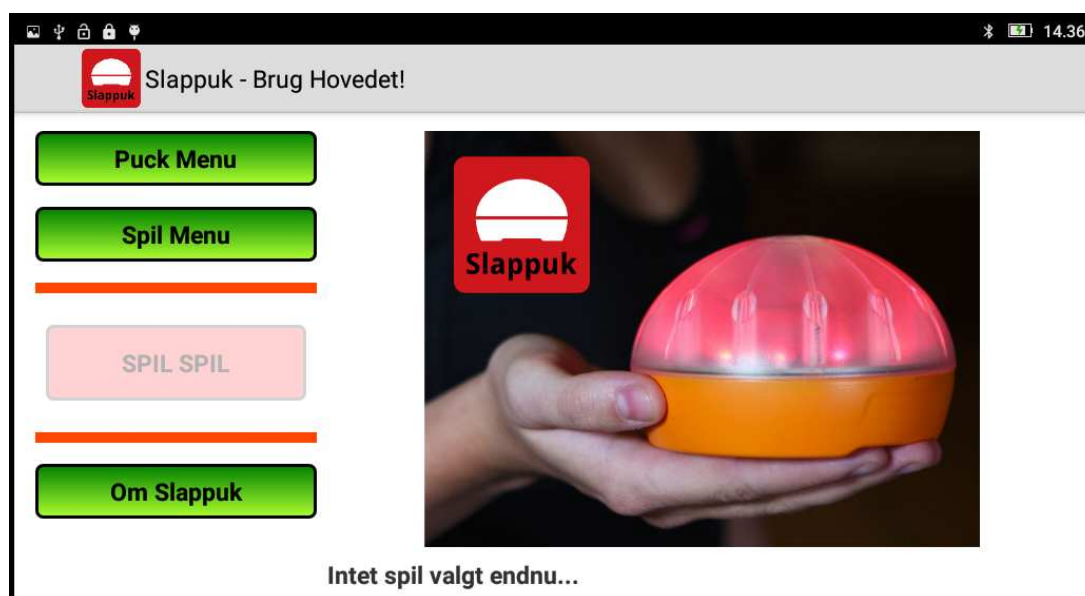 14.36
Slappuk
Slappuk - Brug Hovedet!
Puck Menu
Spil Menu
SPIL SPIL
Om Slappuk
Slappuk
Intet spil valgt endnu...